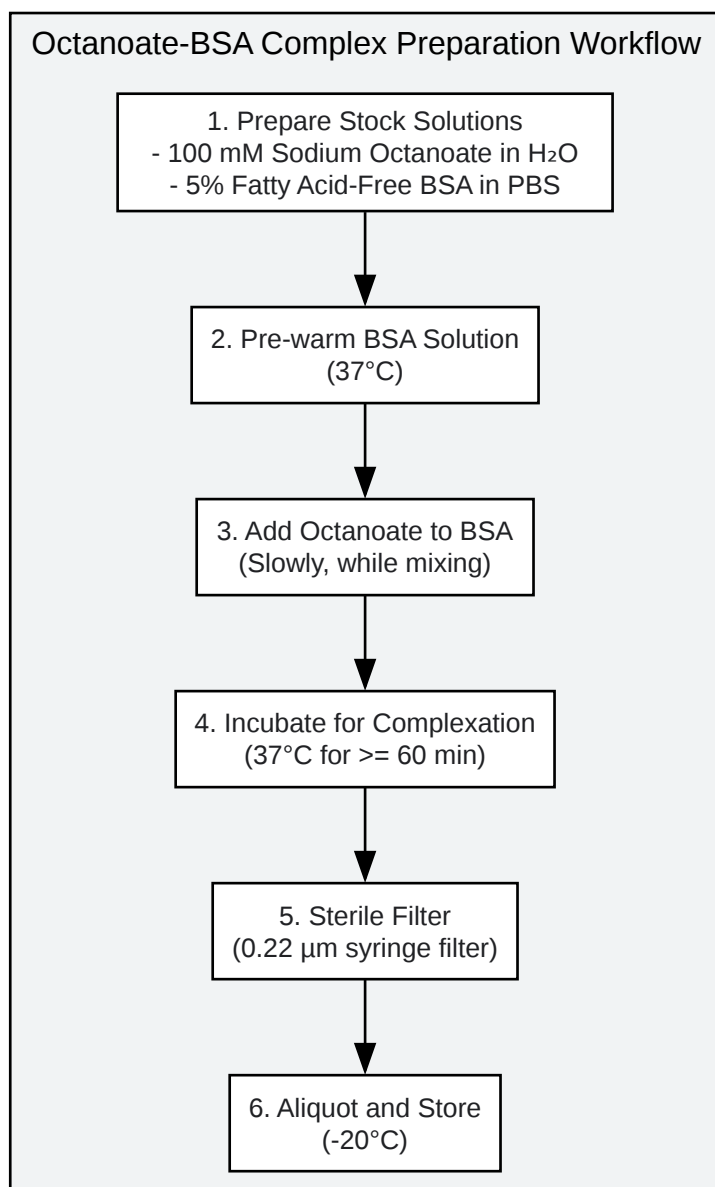 Octanoate-BSA Complex Preparation Workflow
1. Prepare Stock Solutions
- 100 mM Sodium Octanoate in H₂O
- 5% Fatty Acid-Free BSA in PBS
2. Pre-warm BSA Solution
(37°C)
3. Add Octanoate to BSA
(Slowly, while mixing)
4. Incubate for Complexation
(37°C for >= 60 min)
5. Sterile Filter
(0.22 µm syringe filter)
6. Aliquot and Store
(-20°C)